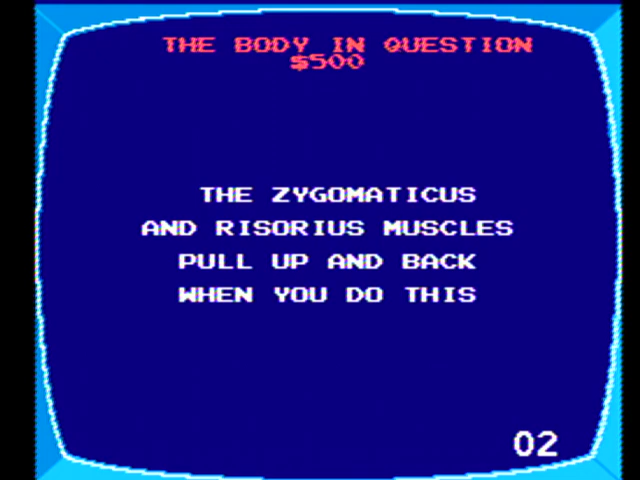 THE BODY IN QUESTION
$500
THE ZYGOMATICUS
AND RISORIUS MUSCLES
PULL UP AND BACK
WHEN YOU DO THIS
02